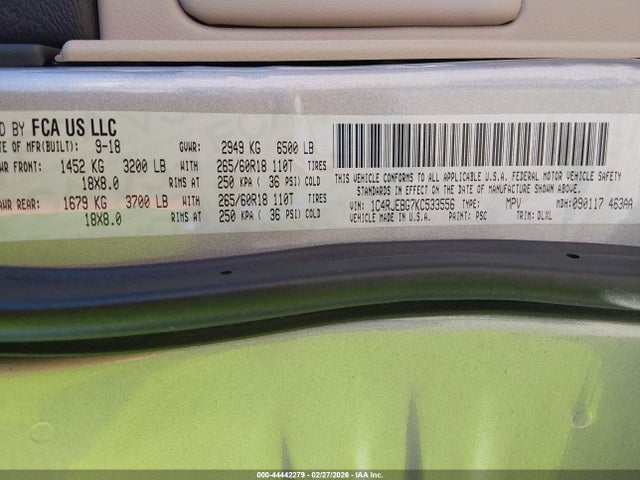 D BY FCA US LLC
ATE OF MFR(BUILT): 9-18 GVWR: 2949 KG 6500 LB
WR FRONT: 1452 KG 3200 LB WITH 265/60R18 110T TIRES
18X8.0 RIMS AT 250 KPA ( 36 PSI) COLD
AWR REAR: 1679 KG 3700 LB WITH 265/60R18 110T TIRES
18X8.0 RIMS AT 250 KPA ( 36 PSI) COLD
THIS VEHICLE CONFORMS TO ALL APPLICABLE U.S.A. FEDERAL MOTOR VEHICLE SAFETY
STANDARDS IN EFFECT ON THE DATE OF MANUFACTURE SHOWN ABOVE.
VIN: 1C4RJEBG7KC533556 TYPE: MPV MDH: 090117 463AA
VEHICLE MADE IN U.S.A. PAINT: PSC TRIM: DLXL
000-44442279 - 02/27/2026 - IAA Inc.